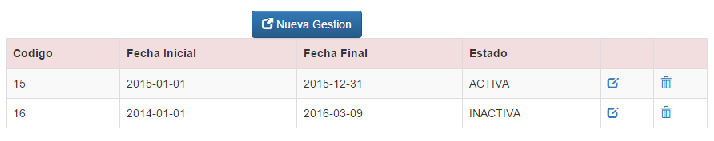 Nueva Gestion
Codigo Fecha Inicial Fecha Final Estado
15 2015-01-01 2015-12-31 ACTIVA
16 2014-01-01 2016-03-09 INACTIVA